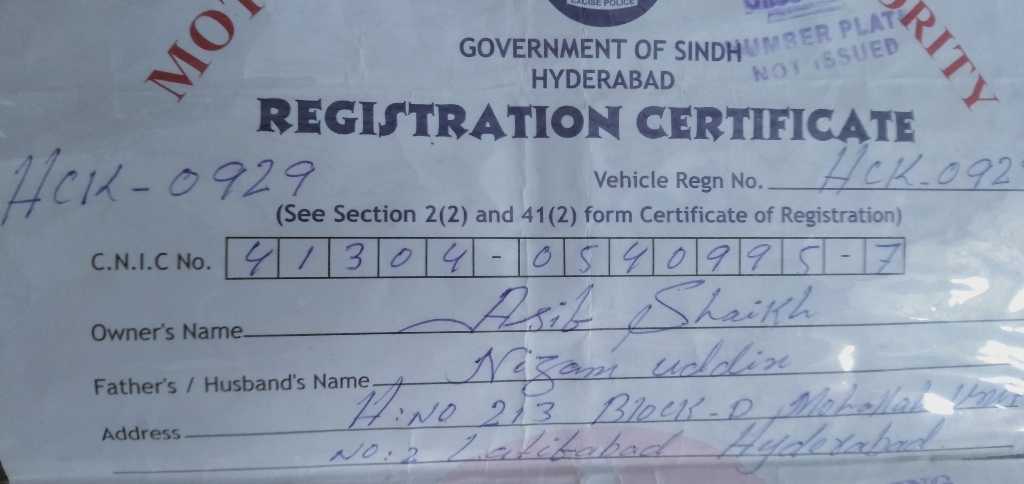 EXCISE POLICE
MOT
ORITY
GOVERNMENT OF SINDH
NUMBER PLATE
NOT ISSUED
HYDERABAD
REGISTRATION CERTIFICATE
HCK-0929
Vehicle Regn No. HCK-092
(See Section 2(2) and 41(2) form Certificate of Registration)
C.N.I.C No. 41304-0540995-7
Owner's Name Asif Shaikh
Father's / Husband's Name Nizam uddin
Address H:NO 213 Block-D Mohallah
NO:2 Latifabad Hyderabad